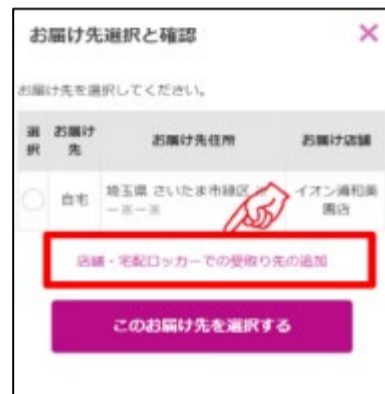 お届け先選択と確認
×
お届け先を選択してください。
選択 お届け先 お届け先住所 お届け店舗
自宅 埼玉県 さいたま市緑区 イオン浦和美園店
店舗・宅配ロッカーでの受取り先の追加
このお届け先を選択する